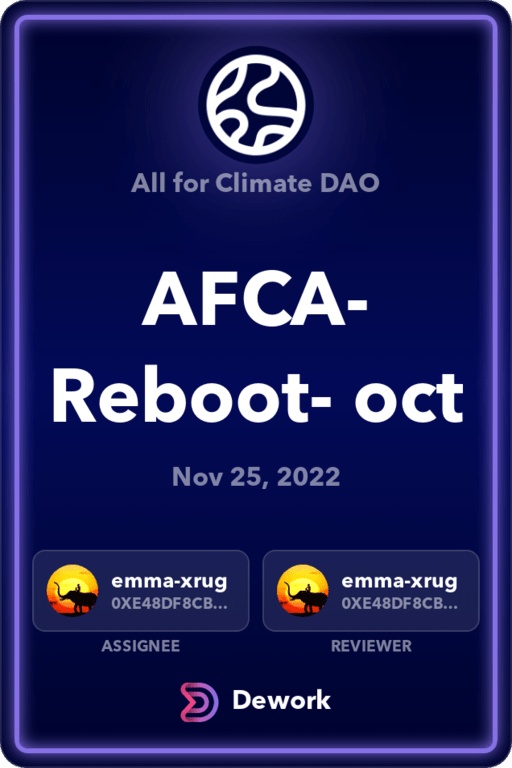 All for Climate DAO
AFCA-
Reboot- oct
Nov 25, 2022
emma-xrug
0XE48DF8CB...
ASSIGNEE
emma-xrug
0XE48DF8CB...
REVIEWER
Dework